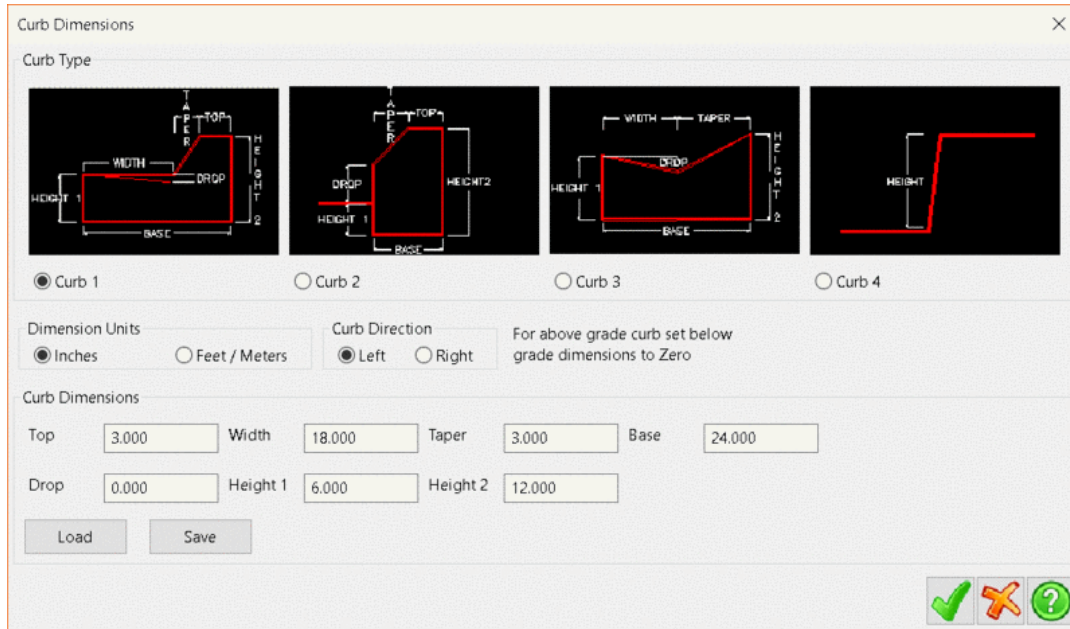 Curb Dimensions
Curb Type
TAPER
TOP
WIDTH
DROP
HEIGHT 1
HEIGHT 2
BASE
TAPER
TOP
DROP
HEIGHT2
HEIGHT 1
BASE
WIDTH
TAPER
DROP
HEIGHT 1
HEIGHT 2
BASE
HEIGHT
Curb 1
Curb 2
Curb 3
Curb 4
Dimension Units
Inches
Feet / Meters
Curb Direction
Left
Right
For above grade curb set below
grade dimensions to Zero
Curb Dimensions
Top 3.000 Width 18.000 Taper 3.000 Base 24.000
Drop 0.000 Height 1 6.000 Height 2 12.000
Load Save
?